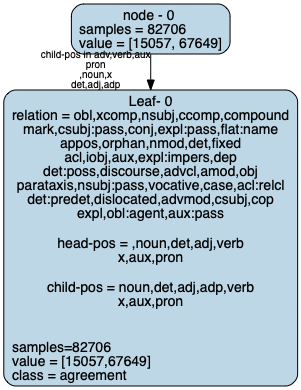 node - 0
samples = 82706
value = [15057, 67649]
child-pos in adv,verb,aux
pron
,noun,x
det,adj,adp
Leaf- 0
relation = obl,xcomp,nsubj,ccomp,compound
mark,csubj:pass,conj,expl:pass,flat:name
appos,orphan,nmod,det,fixed
acl,iobj,aux,expl:impers,dep
det:poss,discourse,advcl,amod,obj
parataxis,nsubj:pass,vocative,case,acl:relcl
det:predet,dislocated,advmod,csubj,cop
expl,obl:agent,aux:pass
head-pos = ,noun,det,adj,verb
x,aux,pron
child-pos = noun,det,adj,adp,verb
x,aux,pron
samples=82706
value = [15057,67649]
class = agreement